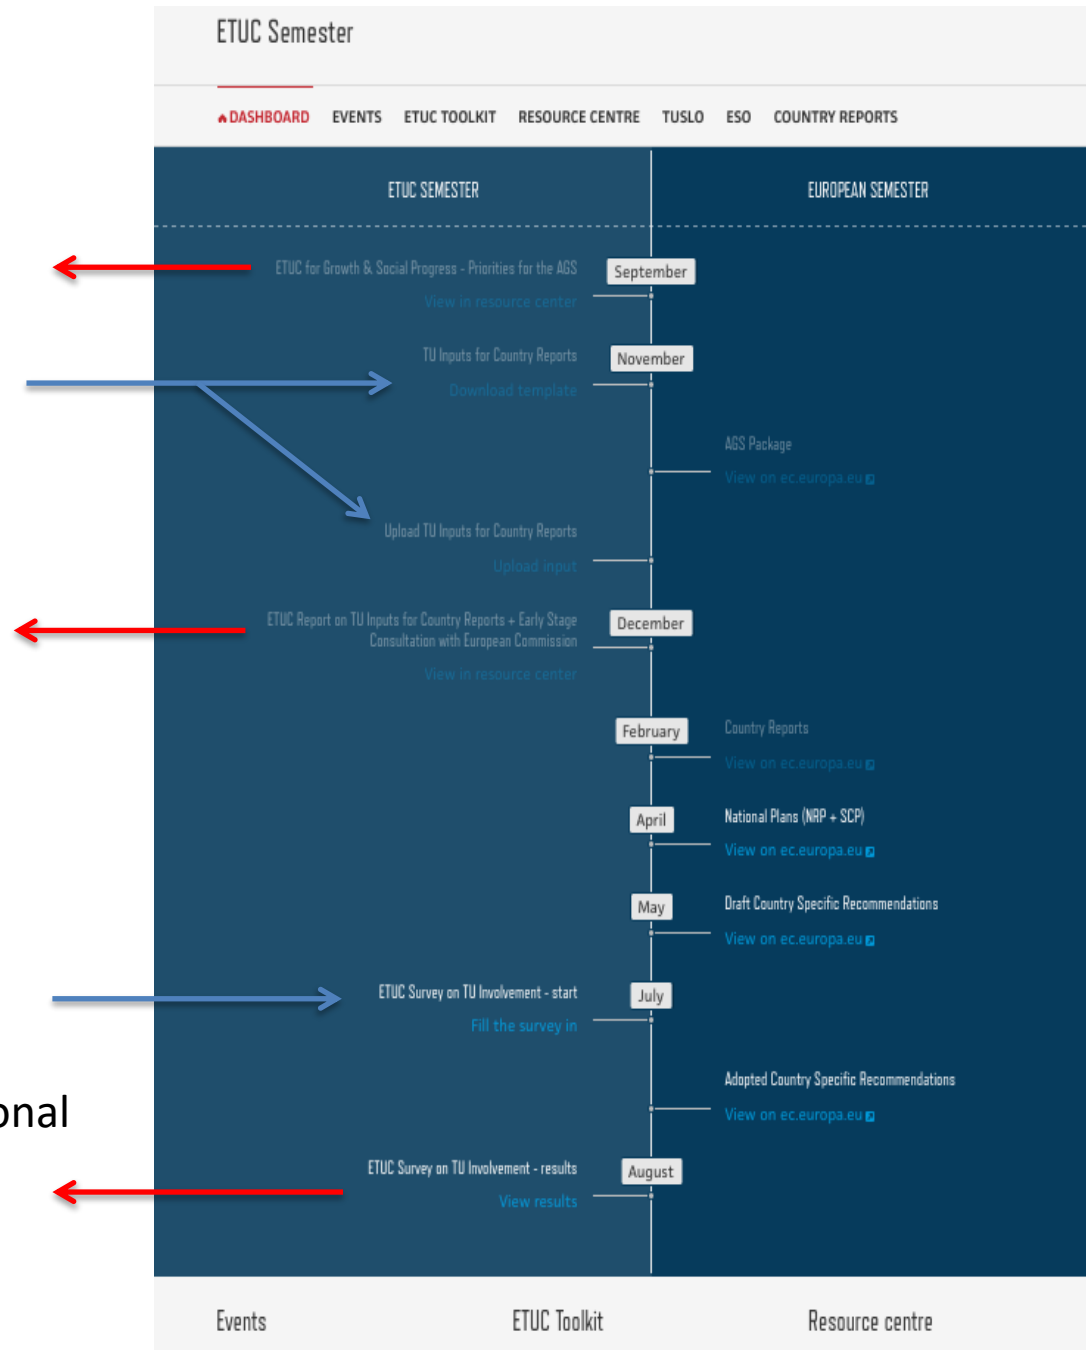 ETUC Semester
DASHBOARD EVENTS ETUC TOOLKIT RESOURCE CENTRE TUSLO ESO COUNTRY REPORTS
ETUC SEMESTER EUROPEAN SEMESTER
ETUC for Growth & Social Progress - Priorities for the AGS
September
View in resource center
TU Inputs for Country Reports
November
Download template
AGS Package
View on ec.europa.eu
Upload TU Inputs for Country Reports
Upload input
ETUC Report on TU Inputs for Country Reports + Early Stage
Consultation with European Commission
December
View in resource center
February
Country Reports
View on ec.europa.eu
April
National Plans (NRP + SCP)
View on ec.europa.eu
May
Draft Country Specific Recommendations
View on ec.europa.eu
ETUC Survey on TU Involvement - start
July
Fill the survey in
Adopted Country Specific Recommendations
View on ec.europa.eu
onal
ETUC Survey on TU Involvement - results
August
View results
Events ETUC Toolkit Resource centre